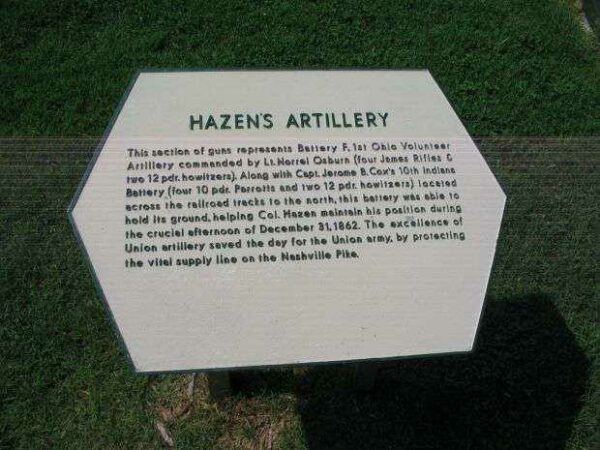 HAZEN'S ARTILLERY
This section of guns represents Battery F, 1st Ohio Volunteer
Artillery commended by Lt. Norrel Osburn (four James Rifles &
two 12 pdr. howitzers). Along with Capt. Jerome B. Cox's 10th Indiana
Battery (four 10 pdr. Parrotts and two 12 pdr. howitzers) located
across the railroad tracks to the north, this battery was able to
hold its ground, helping Col. Hazen maintain his position during
the crucial afternoon of December 31, 1862. The excellence of
Union artillery saved the day for the Union army, by protecting
the vital supply line on the Nashville Pike.